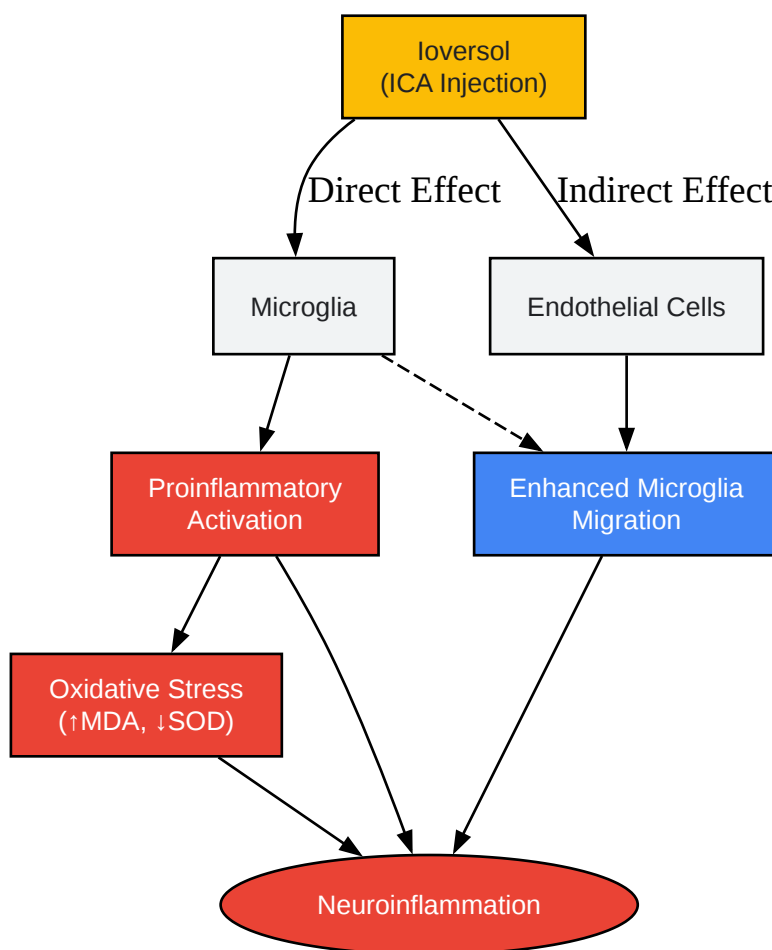 Ioversol
(ICA Injection)
Direct Effect
Indirect Effect
Microglia
Endothelial Cells
Proinflammatory
Activation
Enhanced Microglia
Migration
Oxidative Stress
(↑MDA, ↓SOD)
Neuroinflammation